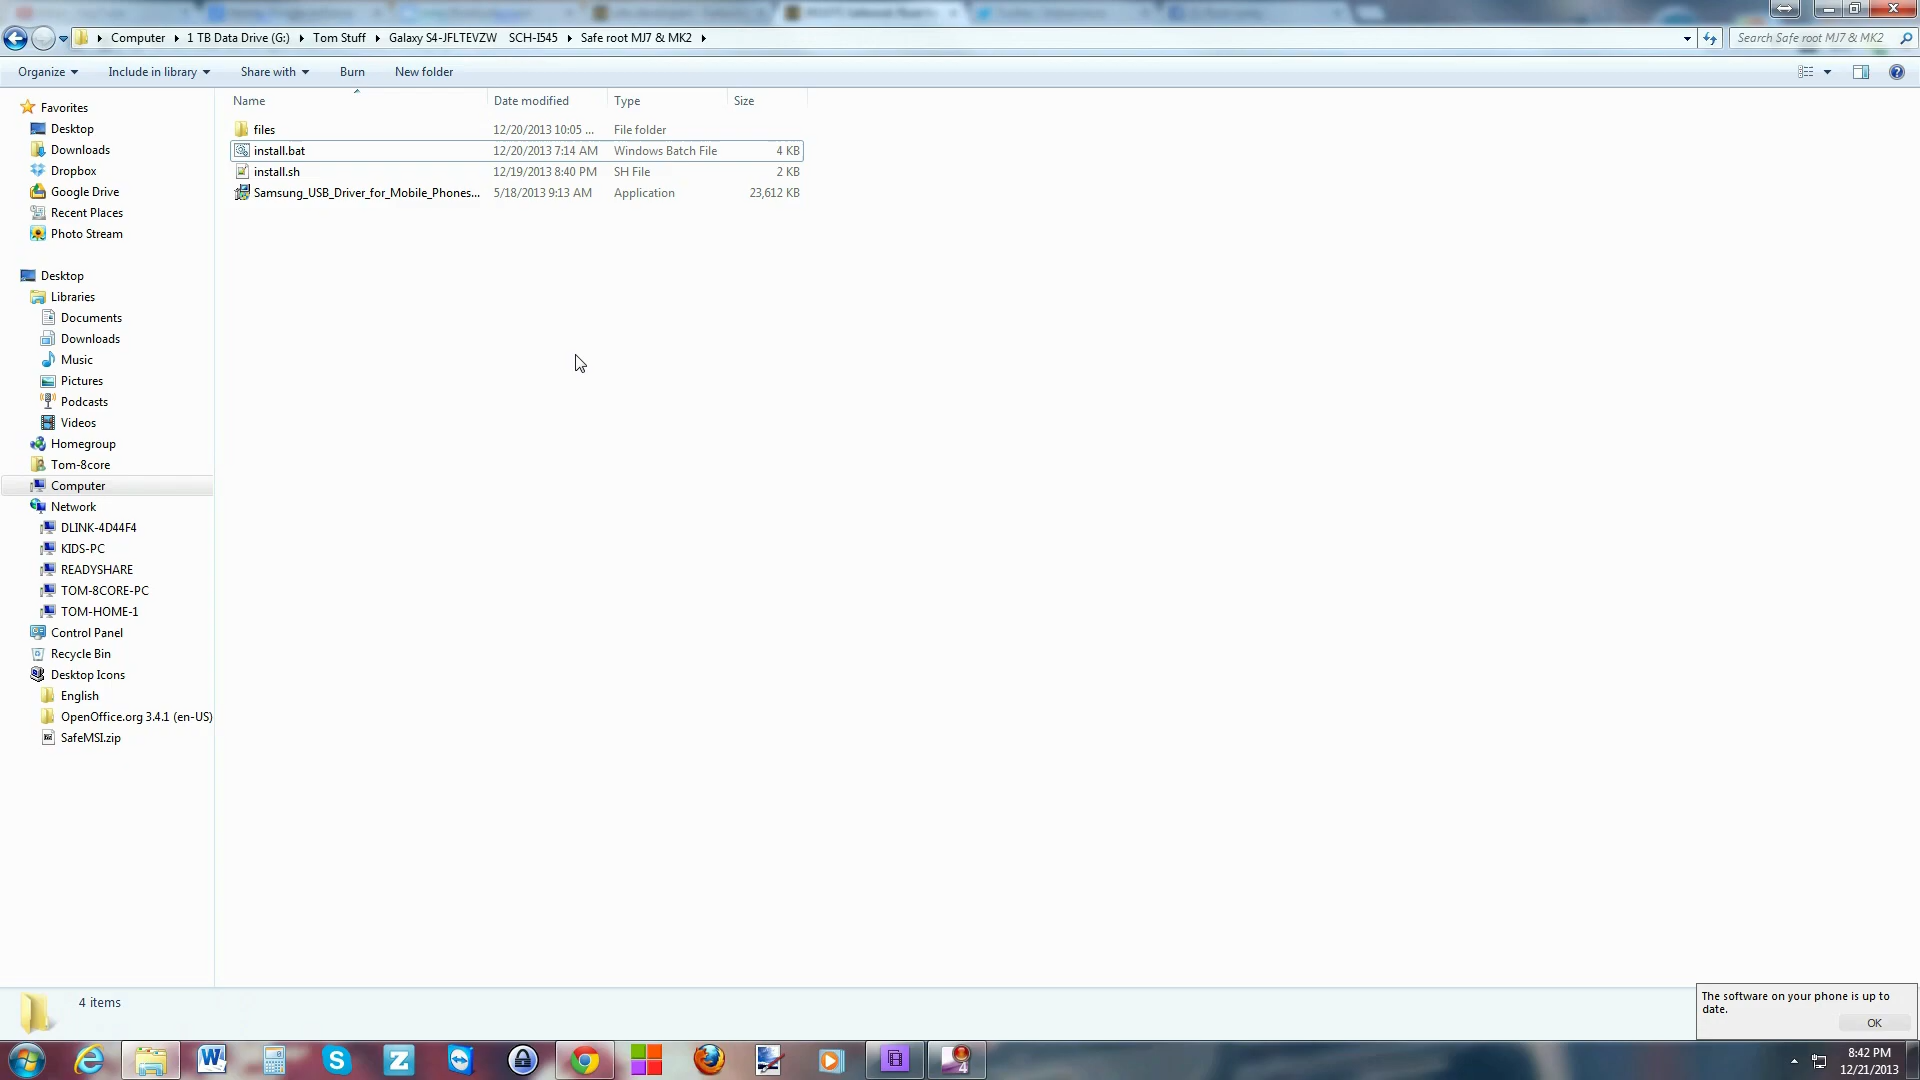 Computer 1 TB Data Drive (G:) Tom Stuff Galaxy S4-JFLTEVZW SCH-I545 Safe root MJ7 & MK2
Search Safe root MJ7 & MK2
Organize Include in library Share with Burn New folder
Name Date modified Type Size
files 12/20/2013 10:05 ... File folder
install.bat 12/20/2013 7:14 AM Windows Batch File 4 KB
install.sh 12/19/2013 8:40 PM SH File 2 KB
Samsung_USB_Driver_for_Mobile_Phones... 5/18/2013 9:13 AM Application 23,612 KB
Favorites
Desktop
Downloads
Dropbox
Google Drive
Recent Places
Photo Stream
Desktop
Libraries
Documents
Downloads
Music
Pictures
Podcasts
Videos
Homegroup
Tom-8core
Computer
Network
DLINK-4D44F4
KIDS-PC
READYSHARE
TOM-8CORE-PC
TOM-HOME-1
Control Panel
Recycle Bin
Desktop Icons
English
OpenOffice.org 3.4.1 (en-US)
SafeMSI.zip
4 items
The software on your phone is up to
date.
OK
8:42 PM
12/21/2013